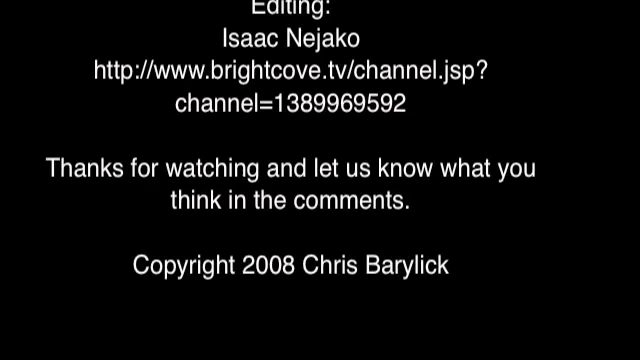 Editing:
Isaac Nejako
http://www.brightcove.tv/channel.jsp?
channel=1389969592
Thanks for watching and let us know what you
think in the comments.
Copyright 2008 Chris Barylick